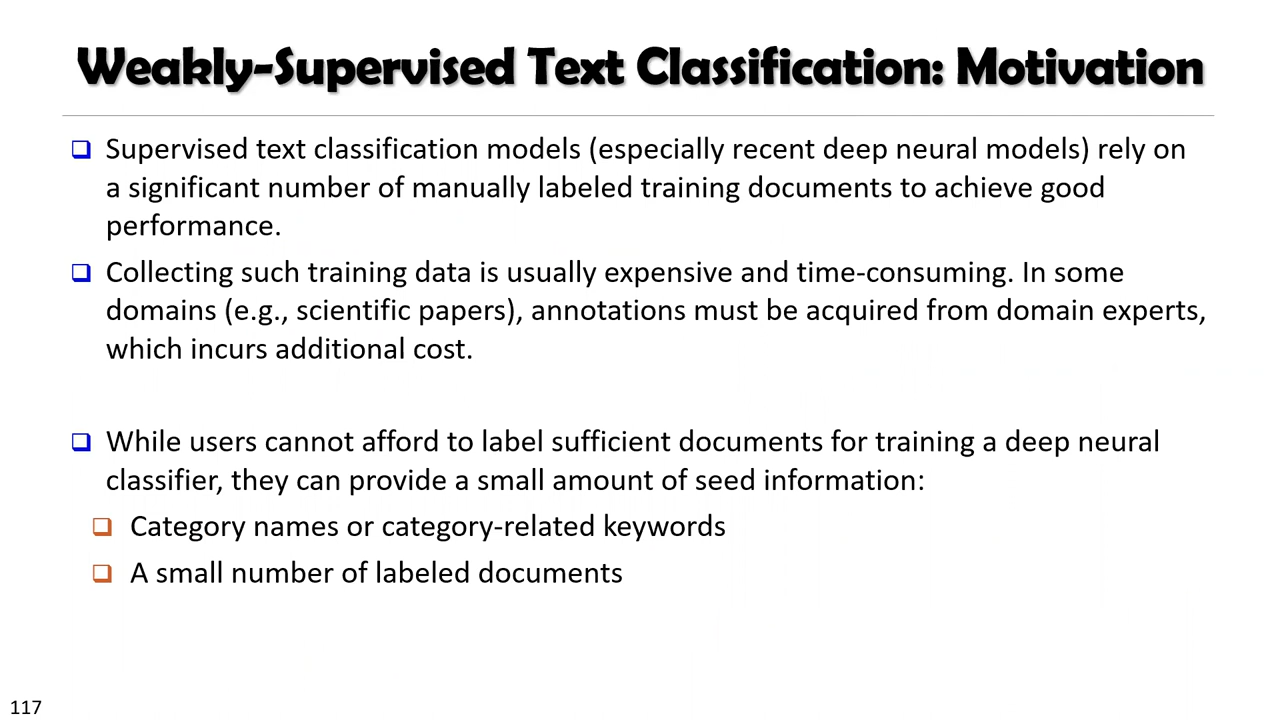 Weakly-Supervised Text Classification: Motivation
Supervised text classification models (especially recent deep neural models) rely on
a significant number of manually labeled training documents to achieve good
performance.
Collecting such training data is usually expensive and time-consuming. In some
domains (e.g., scientific papers), annotations must be acquired from domain experts,
which incurs additional cost.
While users cannot afford to label sufficient documents for training a deep neural
classifier, they can provide a small amount of seed information:
Category names or category-related keywords
A small number of labeled documents
117